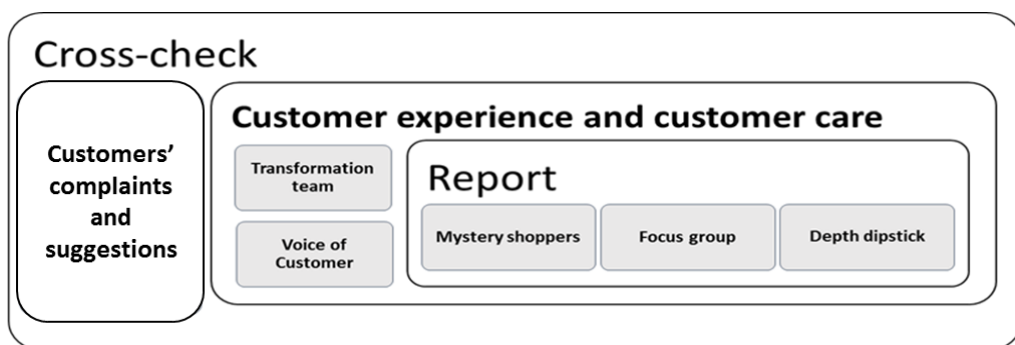 Cross-check
Customers’
complaints
and
suggestions
Customer experience and customer care
Transformation
team
Voice of
Customer
Report
Mystery shoppers
Focus group
Depth dipstick